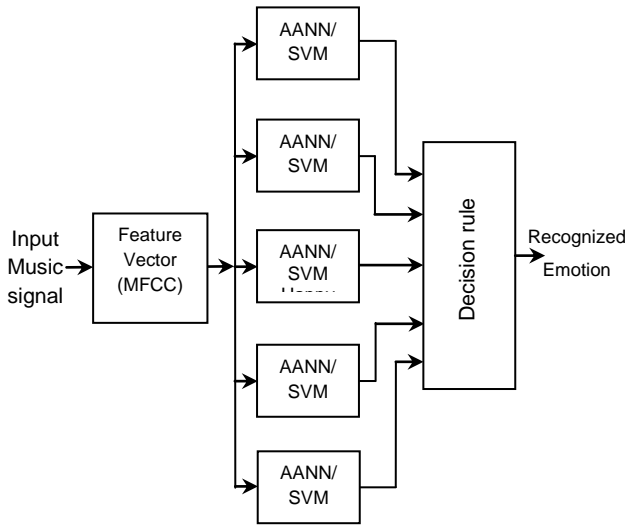 Input
Music
signal
Feature
Vector
(MFCC)
AANN/
SVM
AANN/
SVM
AANN/
SVM
AANN/
SVM
AANN/
SVM
Decision rule
Recognized
Emotion